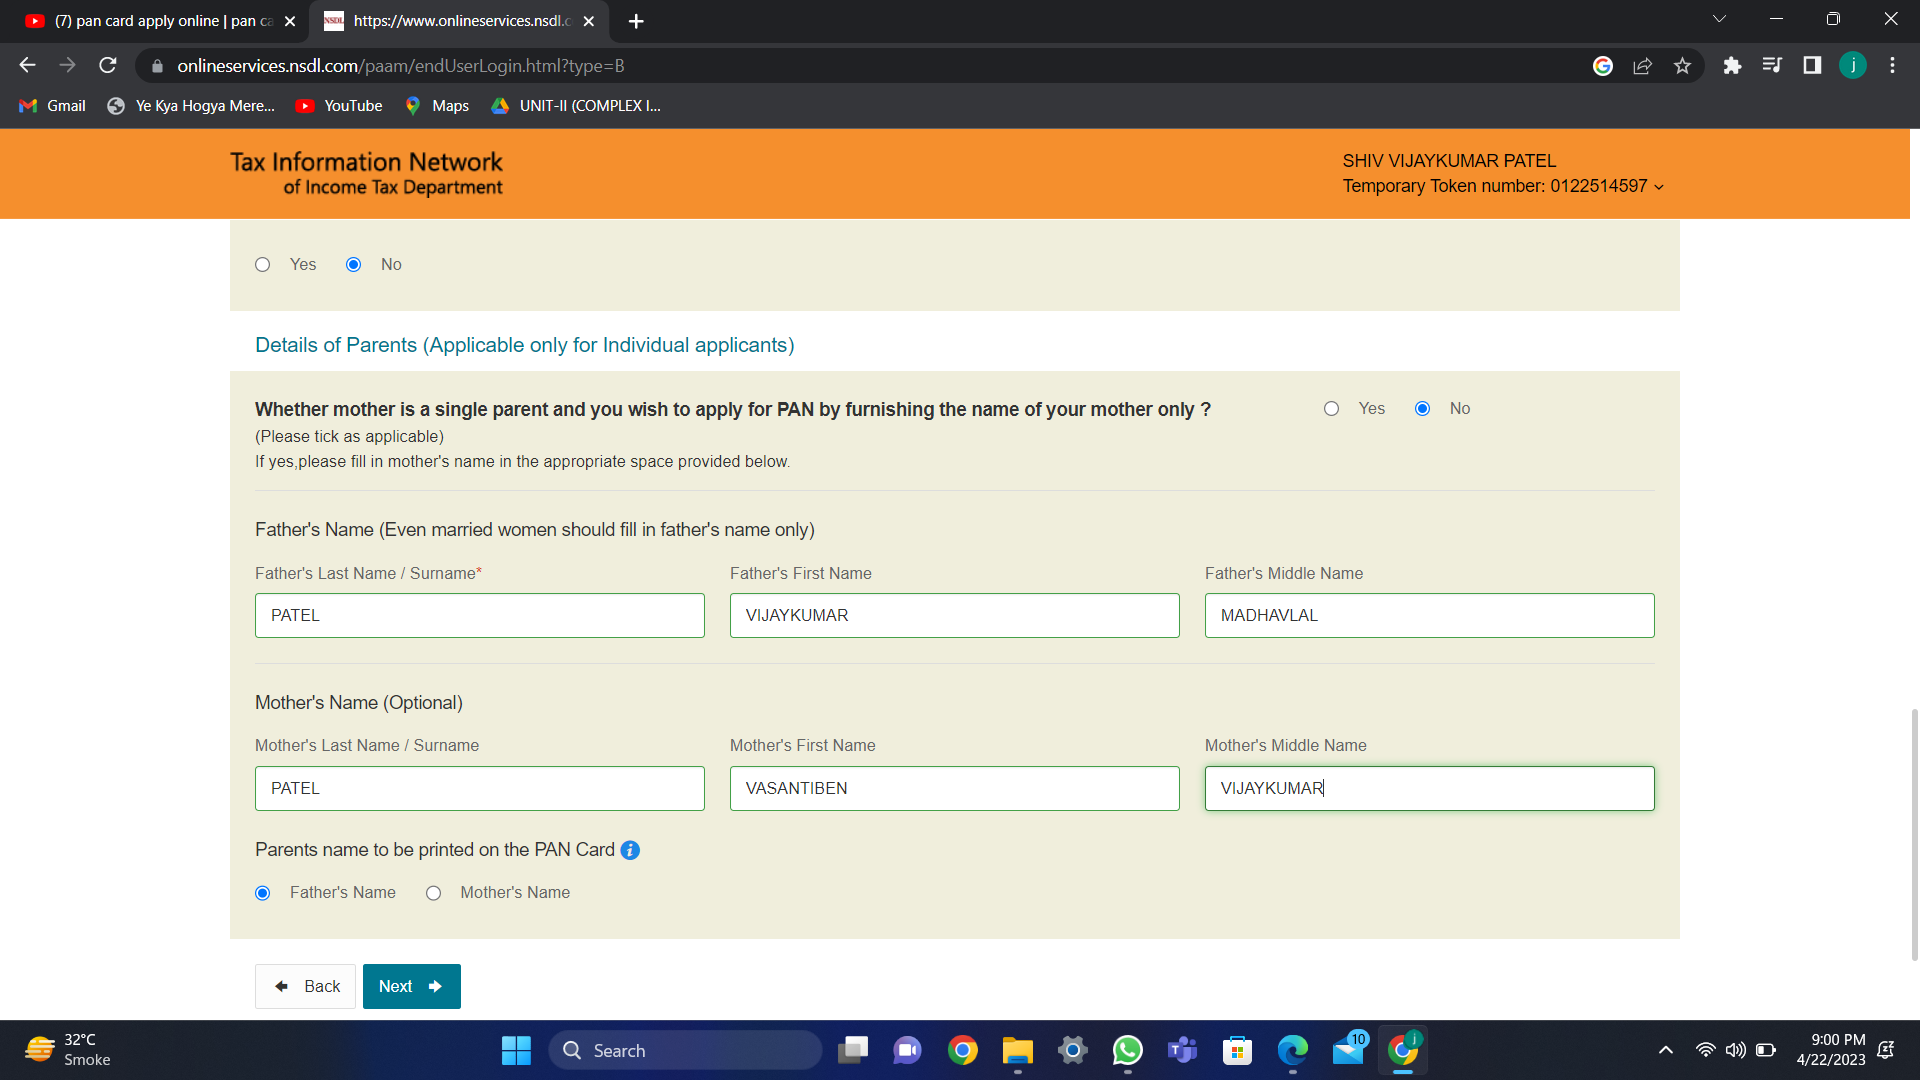 (7) pan card apply online | pan ca
https://www.onlineservices.nsdl.c
onlineservices.nsdl.com/paam/endUserLogin.html?type=B
j
Gmail
Ye Kya Hogya Mere...
YouTube
Maps
UNIT-II (COMPLEX I...
Tax Information Network
of Income Tax Department
SHIV VIJAYKUMAR PATEL
Temporary Token number: 0122514597
Yes No
Details of Parents (Applicable only for Individual applicants)
Whether mother is a single parent and you wish to apply for PAN by furnishing the name of your mother only ? Yes No
(Please tick as applicable)
If yes,please fill in mother's name in the appropriate space provided below.
Father's Name (Even married women should fill in father's name only)
Father's Last Name / Surname* Father's First Name Father's Middle Name
PATEL VIJAYKUMAR MADHAVLAL
Mother's Name (Optional)
Mother's Last Name / Surname Mother's First Name Mother's Middle Name
PATEL VASANTIBEN VIJAYKUMAR
Parents name to be printed on the PAN Card i
Father's Name Mother's Name
Back Next
32°C
Smoke
Search
10
j
9:00 PM
4/22/2023